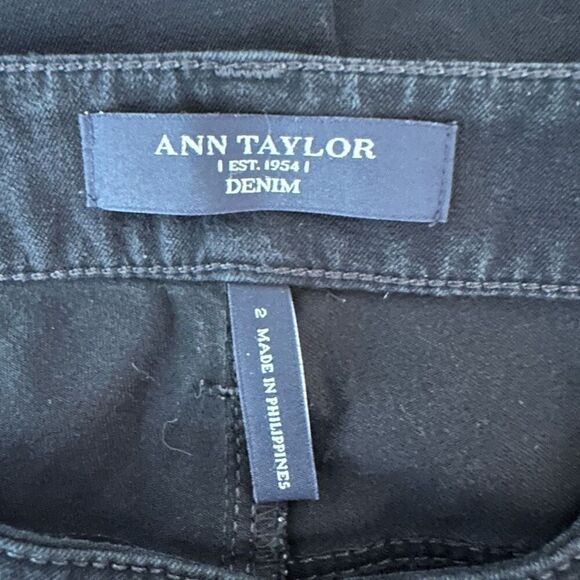 ANN TAYLOR
EST. 1954
DENIM
2 MADE IN PHILIPPINES